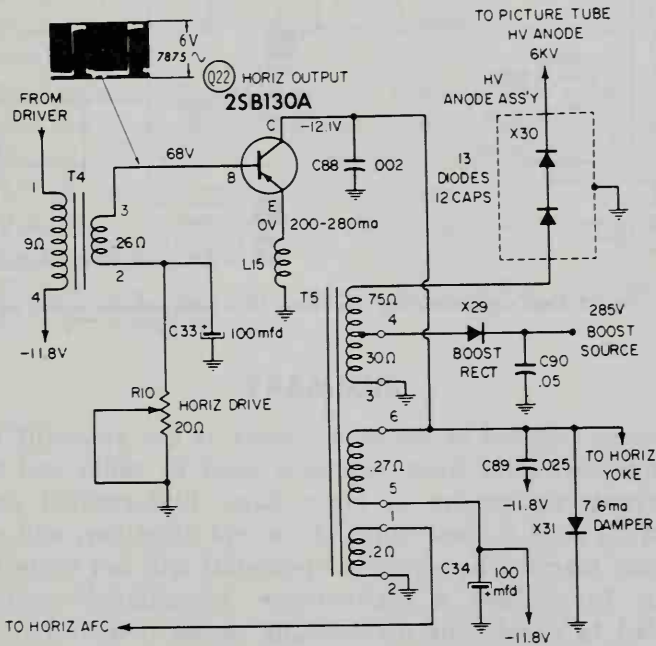 6V
7875 ~
Q22 HORIZ OUTPUT
2SB130A
TO PICTURE TUBE
HV ANODE
6KV
HV
ANODE ASS'Y
X30
13
DIODES
12 CAPS
FROM
DRIVER
C
-12.1V
C88 002
68V
B
E
0V 200-280ma
L15
1
T4
3
9Ω
26Ω
2
4
-11.8V
C33 +
100mfd
R10
HORIZ DRIVE
20Ω
T5
75Ω
4
X29
BOOST
RECT
285V
BOOST
SOURCE
30Ω
3
C90
.05
6
TO HORIZ
YOKE
.27Ω
C89 .025
5
-11.8V
7.6ma
DAMPER
X31
1
.2Ω
2
C34
100
+ mfd
-11.8V
TO HORIZ AFC